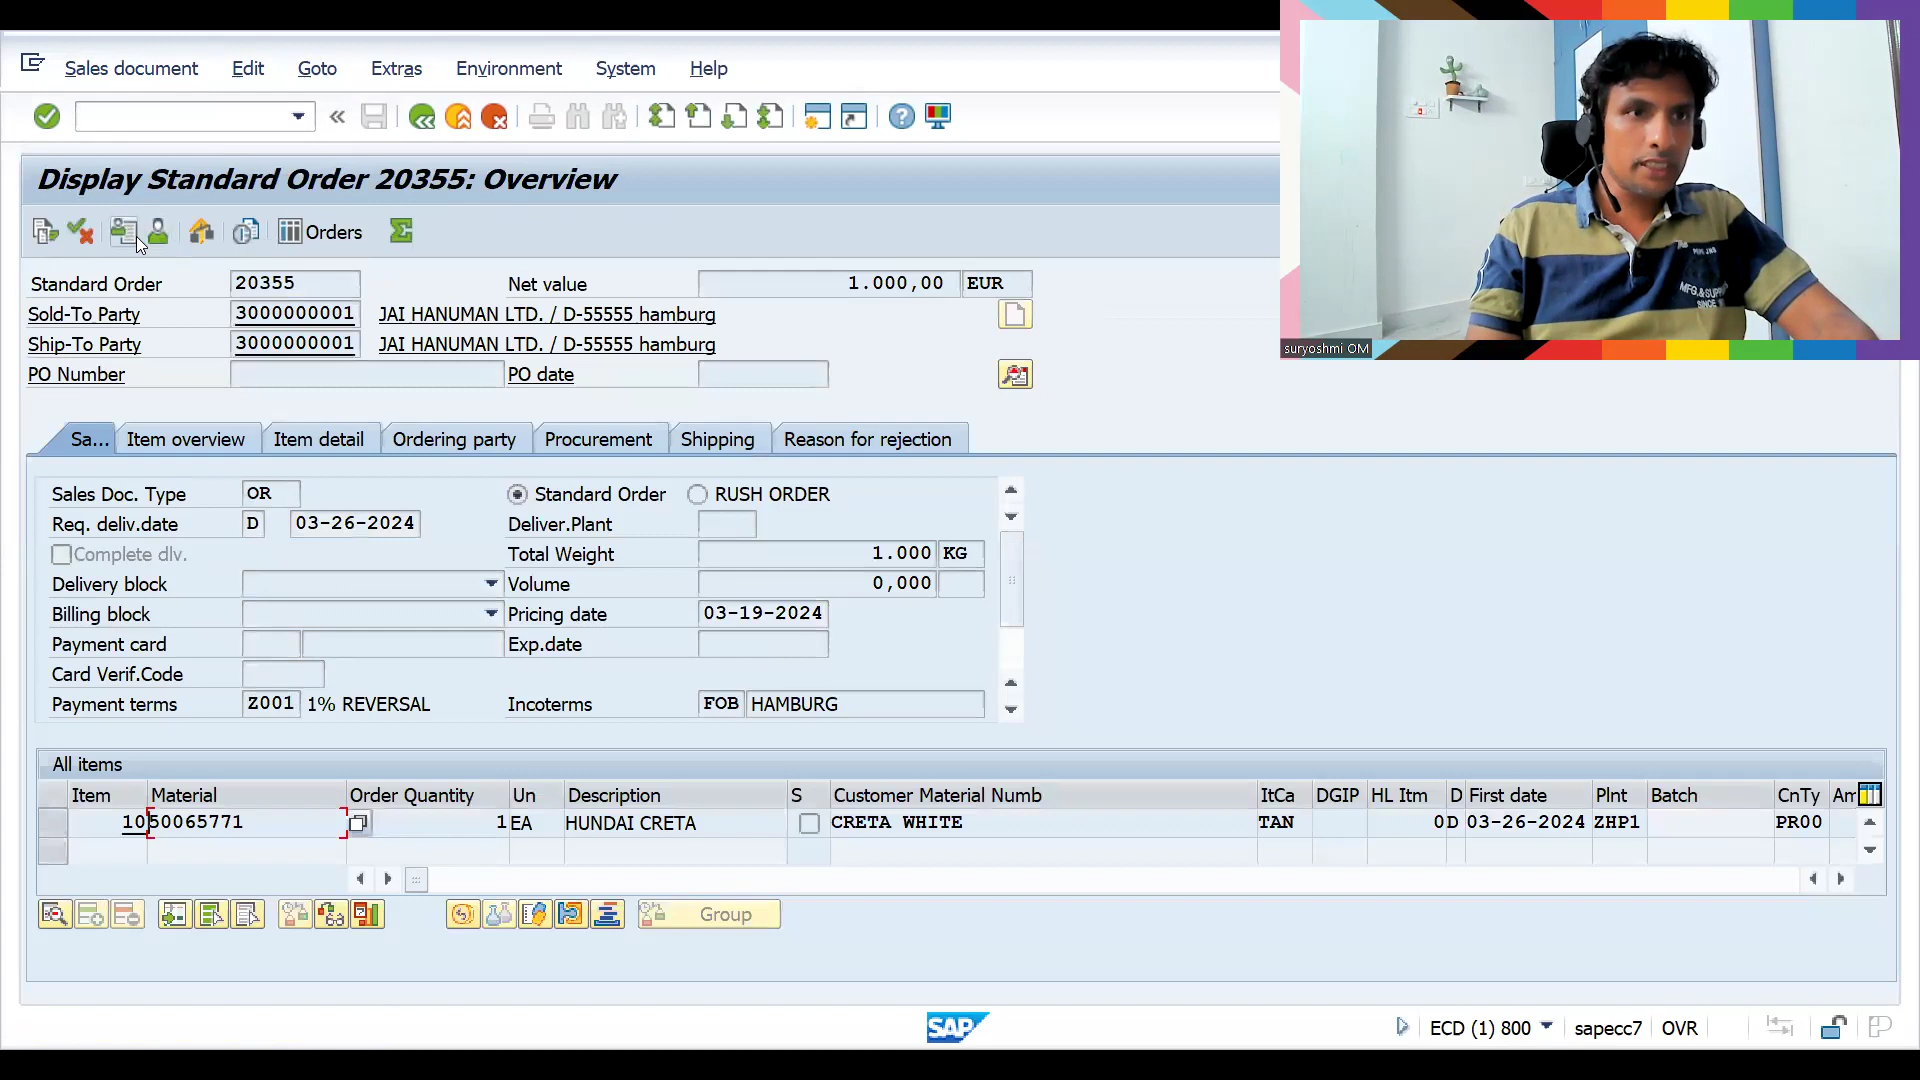 Sales document Edit Goto Extras Environment System Help
Display Standard Order 20355: Overview
Orders
Standard Order 20355 Net value 1.000,00 EUR
Sold-To Party 3000000001 JAI HANUMAN LTD. / D-55555 hamburg
Ship-To Party 3000000001 JAI HANUMAN LTD. / D-55555 hamburg
PO Number PO date
suryoshmi OM
Sa... Item overview Item detail Ordering party Procurement Shipping Reason for rejection
Sales Doc. Type OR Standard Order RUSH ORDER
Req. deliv.date D 03-26-2024 Deliver.Plant
Complete dlv. Total Weight 1.000 KG
Delivery block Volume 0,000
Billing block Pricing date 03-19-2024
Payment card Exp.date
Card Verif.Code
Payment terms Z001 1% REVERSAL Incoterms FOB HAMBURG
All items
Item Material Order Quantity Un Description S Customer Material Numb ItCa DGIP HL Itm D First date Plnt Batch CnTy Am
10 50065771 1 EA HUNDAI CRETA CRETA WHITE TAN 0 D 03-26-2024 ZHP1 PR00
Group
SAP ECD (1) 800 sapecc7 OVR